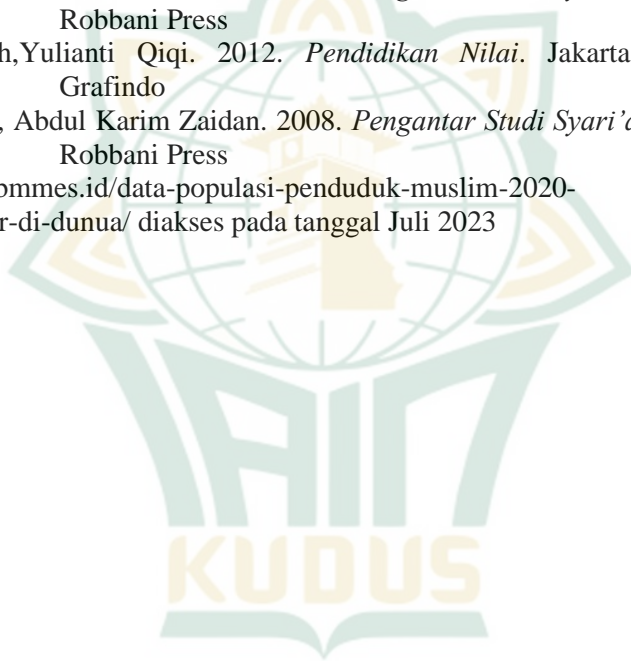 Robbani Press
h,Yulianti Qiqi. 2012. Pendidikan Nilai. Jakarta
Grafindo
, Abdul Karim Zaidan. 2008. Pengantar Studi Syari’a
Robbani Press
ommes.id/data-populasi-penduduk-muslim-2020-
r-di-dunua/ diakses pada tanggal Juli 2023
IAIN
KUDUS